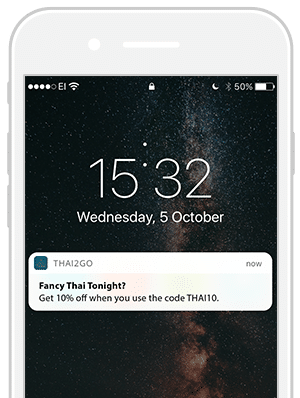 EI 50%
15:32
Wednesday, 5 October
THAI2GO now
Fancy Thai Tonight?
Get 10% off when you use the code THAI10.